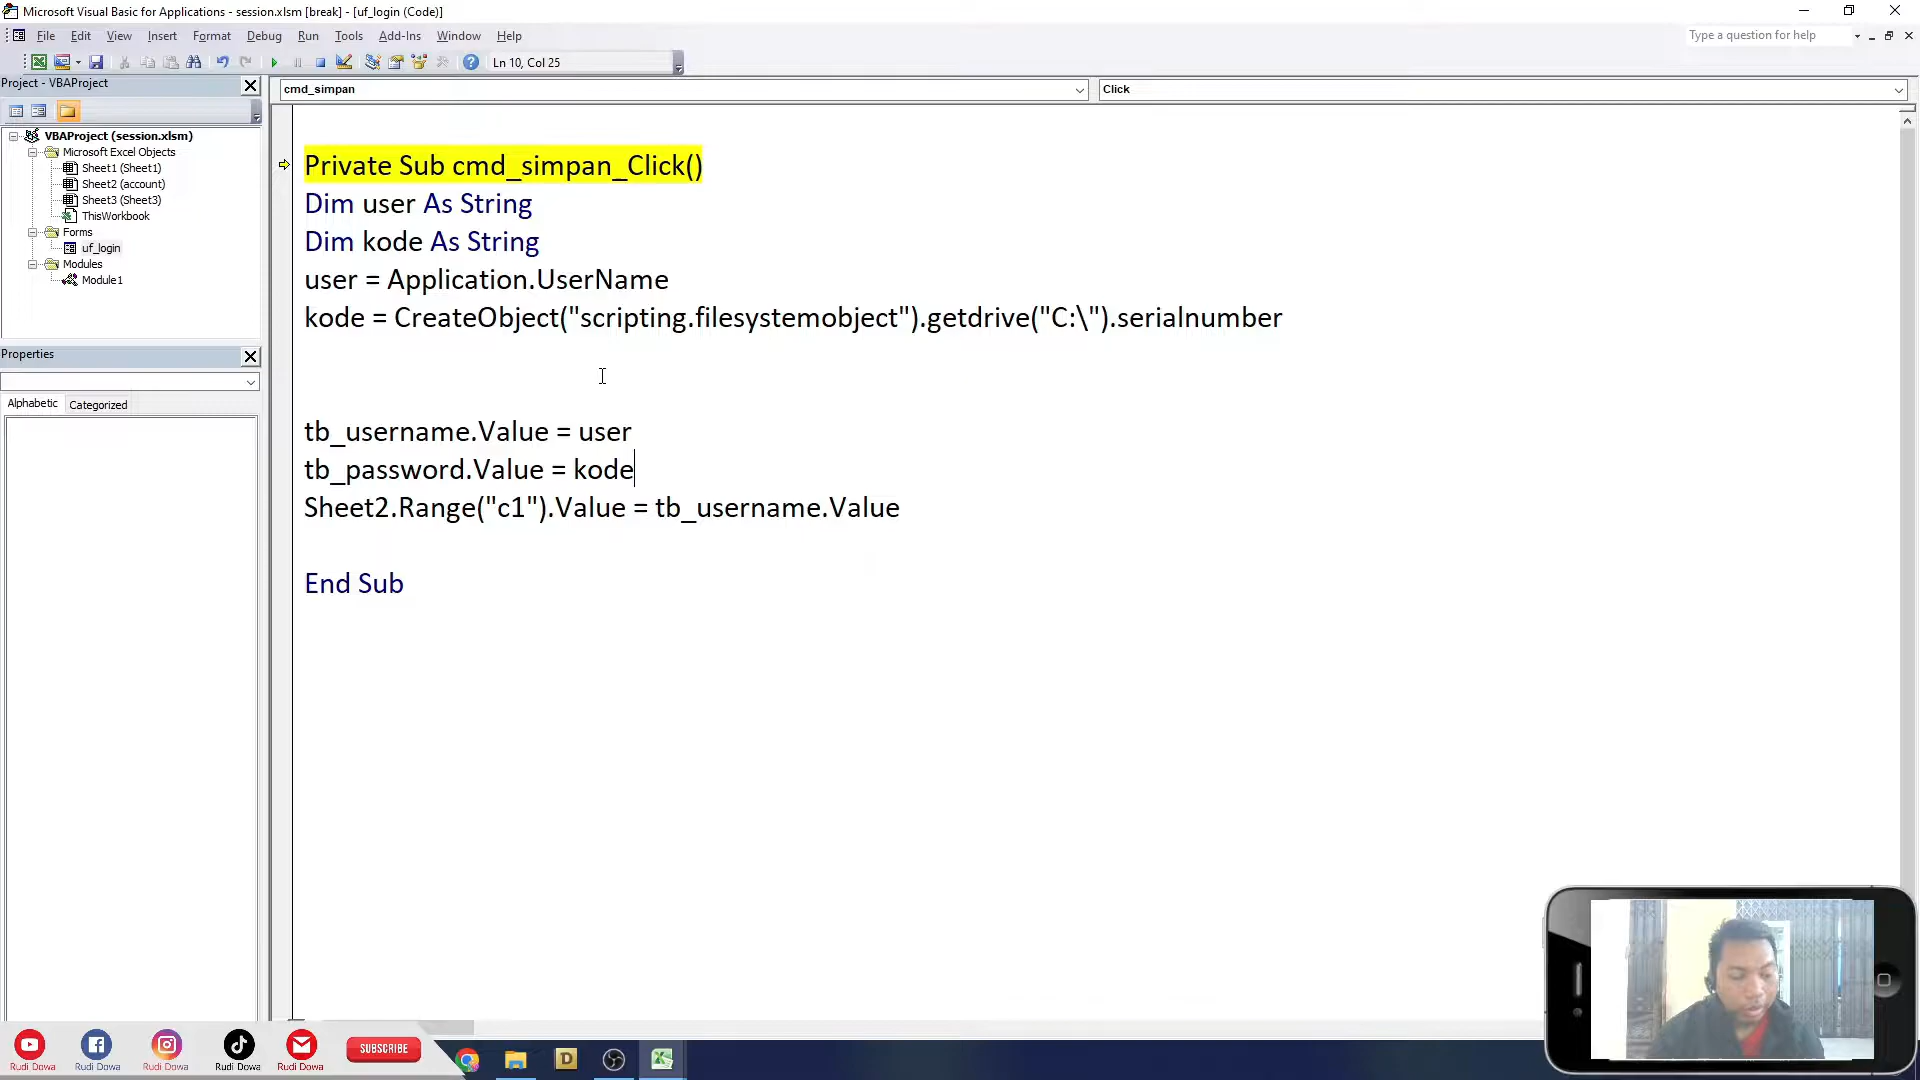 Microsoft Visual Basic for Applications - session.xlsm [break] - [uf_login (Code)]
File Edit View Insert Format Debug Run Tools Add-Ins Window Help
Type a question for help
Ln 10, Col 25
Project - VBAProject
cmd_simpan
Click
VBAProject (session.xlsm)
Microsoft Excel Objects
Sheet1 (Sheet1)
Sheet2 (account)
Sheet3 (Sheet3)
ThisWorkbook
Forms
uf_login
Modules
Module1
Properties
Alphabetic Categorized
Private Sub cmd_simpan_Click()
Dim user As String
Dim kode As String
user = Application.UserName
kode = CreateObject("scripting.filesystemobject").getdrive("C:\").serialnumber
tb_username.Value = user
tb_password.Value = kode
Sheet2.Range("c1").Value = tb_username.Value
End Sub
Rudi Dowa
Rudi Dowa
Rudi Dowa
Rudi Dowa
Rudi Dowa
SUBSCRIBE